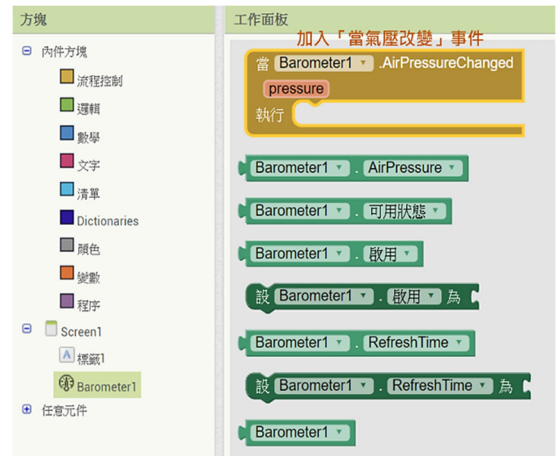 方塊
內件方塊
流程控制
邏輯
數學
文字
清單
Dictionaries
顏色
變數
程序
Screen1
標籤1
Barometer1
任意元件
工作面板
加入「當氣壓改變」事件
當 Barometer1 .AirPressureChanged
pressure
執行
Barometer1 . AirPressure
Barometer1 . 可用狀態
Barometer1 . 啟用
設 Barometer1 . 啟用 為
Barometer1 . RefreshTime
設 Barometer1 . RefreshTime 為
Barometer1